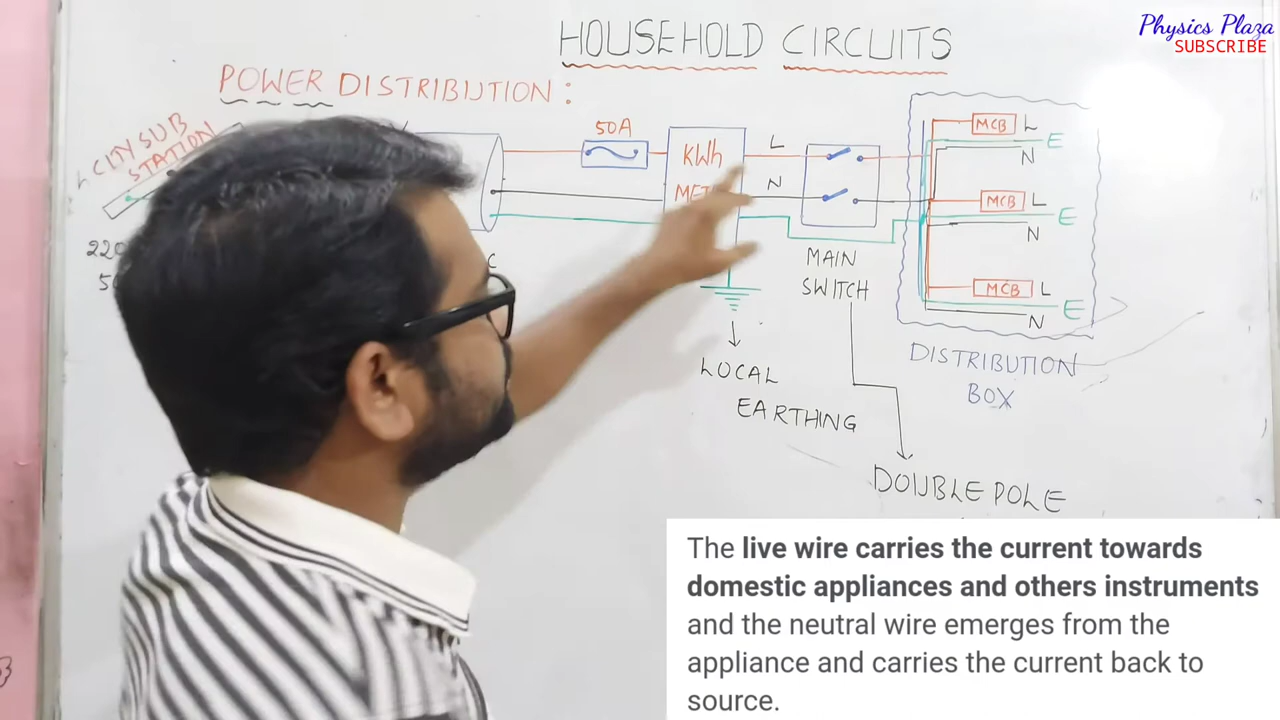 HOUSEHOLD CIRCUITS
Physics Plaza
SUBSCRIBE
POWER DISTRIBUTION :
CITY SUB
STATION
220
50A
KWh
L
N
MCB L
E
N
MCB L
E
N
MCB L
E
N
MAIN
SWITCH
C
LOCAL
EARTHING
DISTRIBUTION
BOX
DOUBLE POLE
The live wire carries the current towards
domestic appliances and others instruments
and the neutral wire emerges from the
appliance and carries the current back to
source.